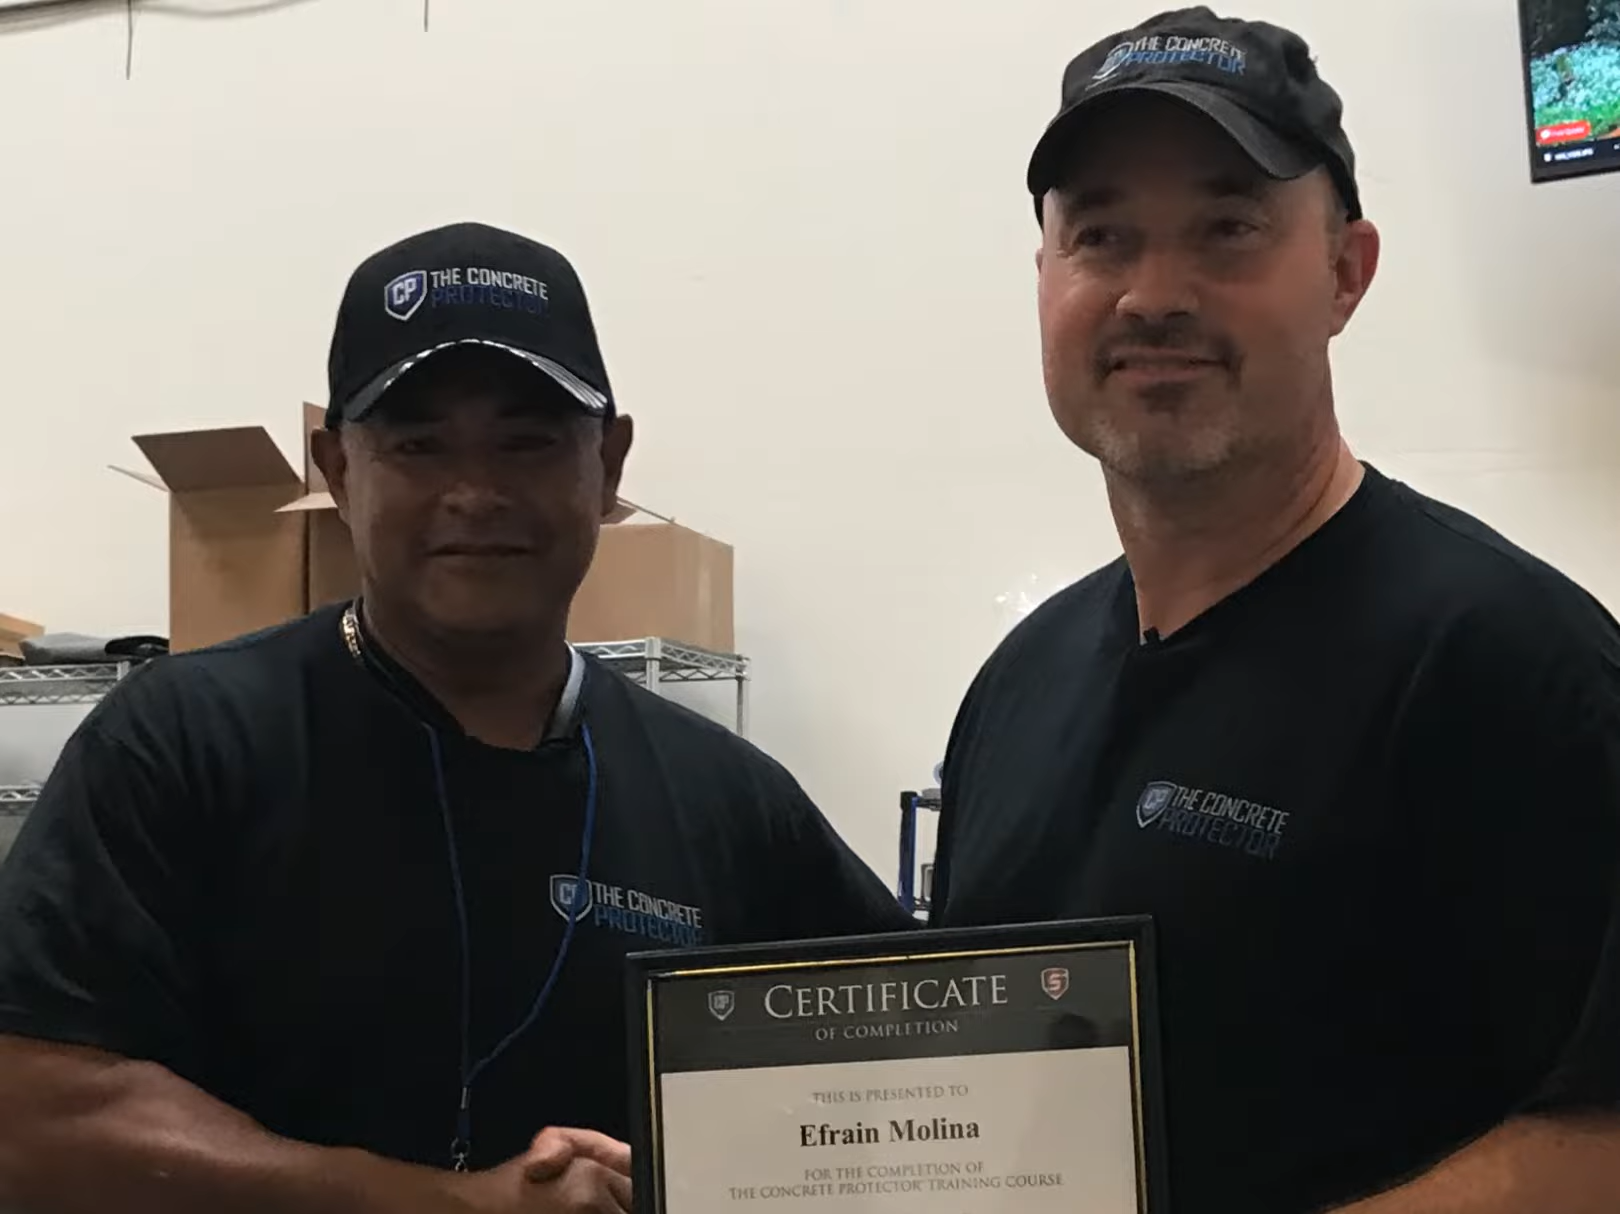 THE CONCRETE
PROTECTOR
CP
THE CONCRETE
PROTECTOR
CP
THE CONCRETE
PROTECTOR
CP
THE CONCRETE
PROTECTOR
CP
CERTIFICATE
S
OF COMPLETION
THIS IS PRESENTED TO
Efrain Molina
FOR THE COMPLETION OF
THE CONCRETE PROTECTOR TRAINING COURSE